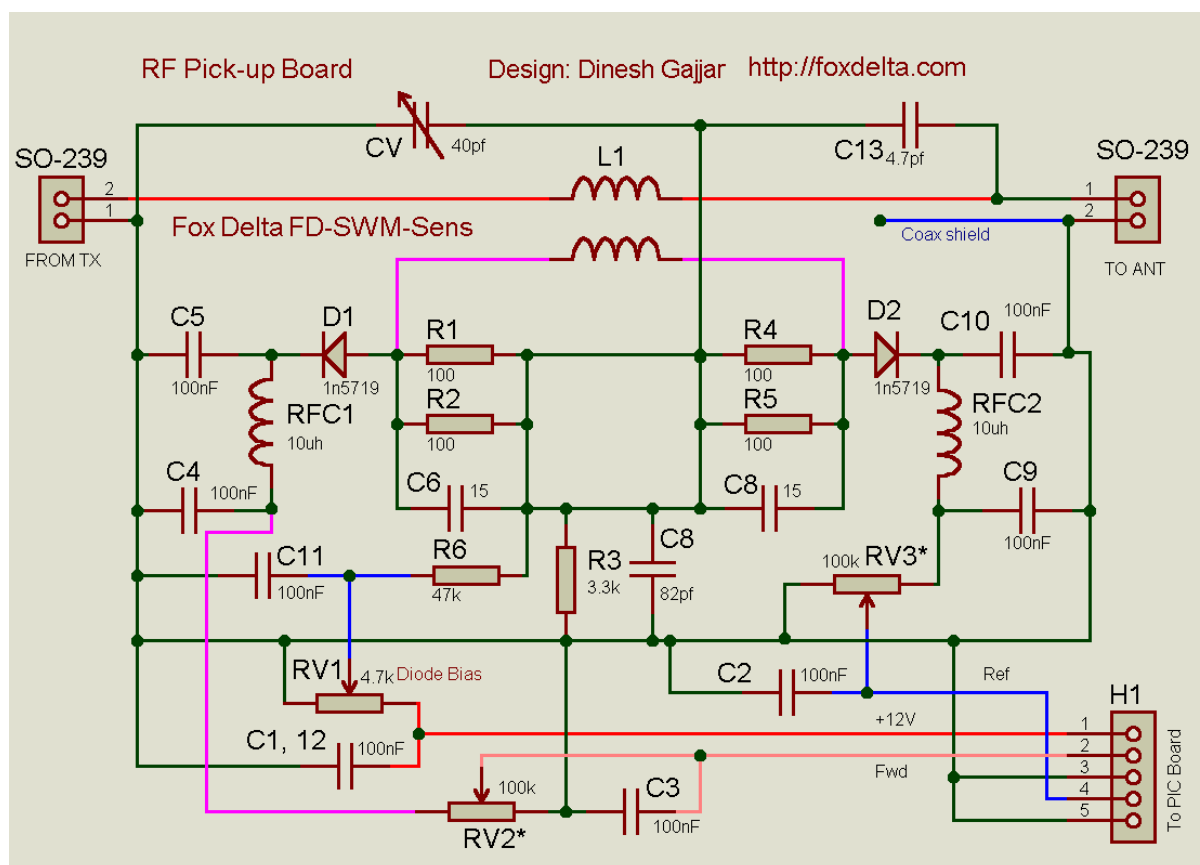 RF Pick-up Board
Design: Dinesh Gajjar http://foxdelta.com
CV
40pf
C13
4.7pf
SO-239
L1
SO-239
2
1
1
2
Fox Delta FD-SWM-Sens
Coax shield
FROM TX
TO ANT
C5
100nF
D1
1n5719
R1
100
R4
100
D2
1n5719
C10
100nF
RFC1
10uh
R2
100
R5
100
RFC2
10uh
C4
100nF
C6
15
C8
15
C9
100nF
C11
100nF
R6
47k
R3
3.3k
C8
82pf
RV3*
100k
RV1
4.7k
Diode Bias
C2
100nF
Ref
H1
C1, 12
100nF
+12V
1
2
3
4
5
Fwd
To PIC Board
100k
RV2*
C3
100nF